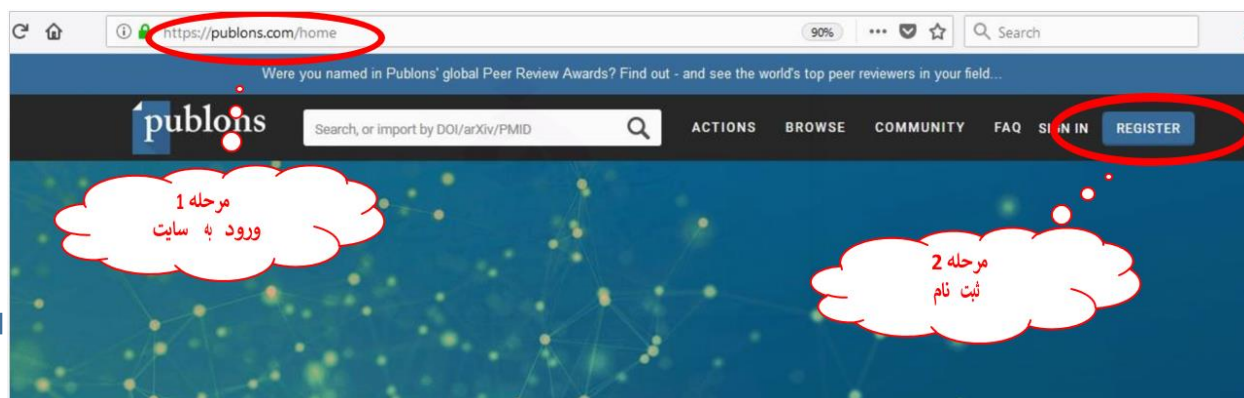 https://publons.com/home
90%
Search
Were you named in Publons' global Peer Review Awards? Find out - and see the world's top peer reviewers in your field...
publons
Search, or import by DOI/arXiv/PMID
ACTIONS BROWSE COMMUNITY FAQ SIGN IN REGISTER
مرحله 1
ورود به سایت
مرحله 2
ثبت نام